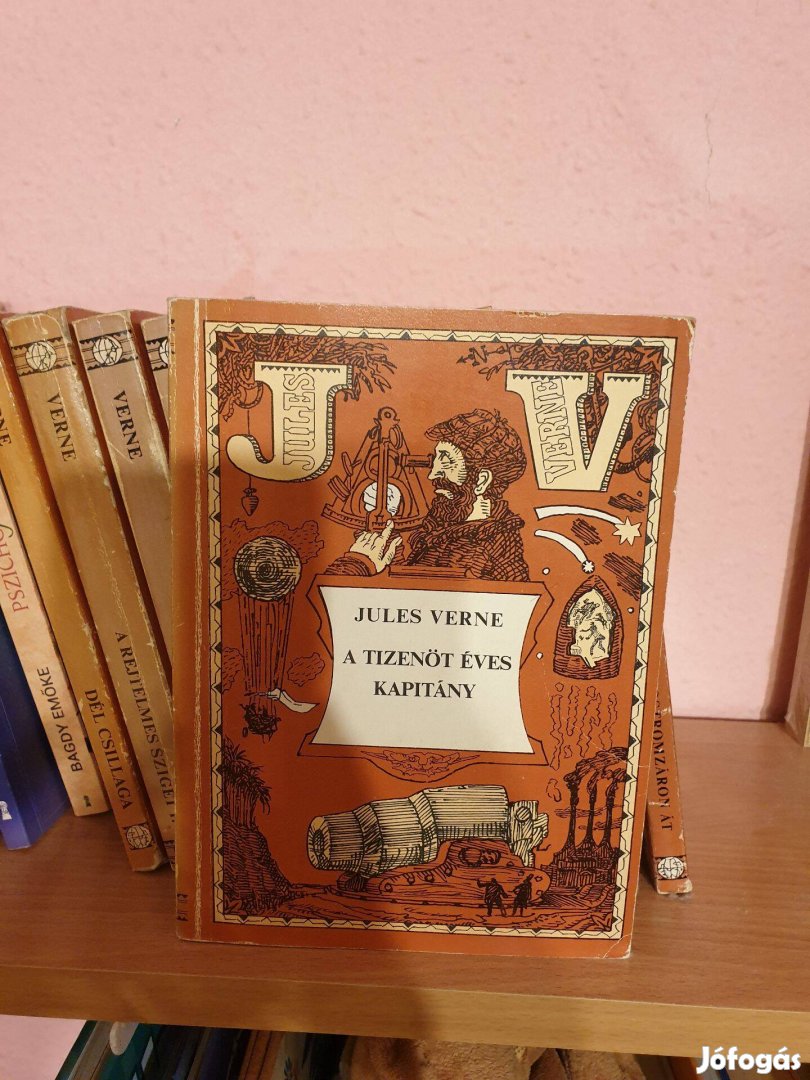 JULES
VERNE
JULES VERNE
A TIZENÖT ÉVES
KAPITÁNY
VERNE
DÉL CSILLAGA
VERNE
A REJTELMES SZIGET
BAGDY EMŐKE
Jófogás